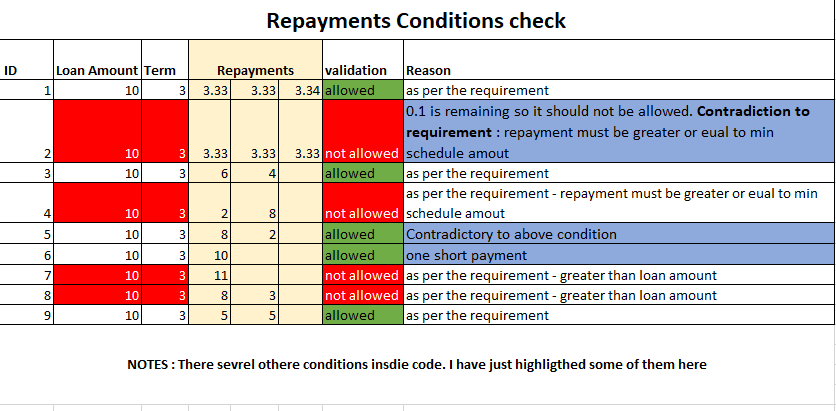 Repayments Conditions check
ID Loan Amount Term Repayments validation Reason
1 10 3 3.33 3.33 3.34 allowed as per the requirement
0.1 is remaining so it should not be allowed. Contradiction to
requirement : repayment must be greater or eual to min
2 10 3 3.33 3.33 3.33 not allowed schedule amout
3 10 3 6 4 allowed as per the requirement
as per the requirement - repayment must be greater or eual to min
4 10 3 2 8 not allowed schedule amout
5 10 3 8 2 allowed Contradictory to above condition
6 10 3 10 allowed one short payment
7 10 3 11 not allowed as per the requirement - greater than loan amount
8 10 3 8 3 not allowed as per the requirement - greater than loan amount
9 10 3 5 5 allowed as per the requirement
NOTES : There sevrel othere conditions insdie code. I have just highligthed some of them here